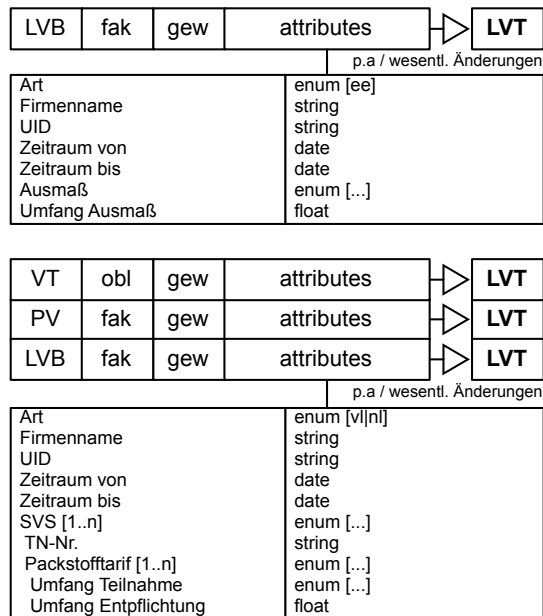 LVB fak gew attributes LVT
p.a / wesentl. Änderungen
Art enum [ee]
Firmenname string
UID string
Zeitraum von date
Zeitraum bis date
Ausmaß enum [...]
Umfang Ausmaß float
VT obl gew attributes LVT
PV fak gew attributes LVT
LVB fak gew attributes LVT
p.a / wesentl. Änderungen
Art enum [vl|nl]
Firmenname string
UID string
Zeitraum von date
Zeitraum bis date
SVS [1..n] enum [...]
TN-Nr. string
Packstofftarif [1..n] enum [...]
Umfang Teilnahme enum [...]
Umfang Entpflichtung float